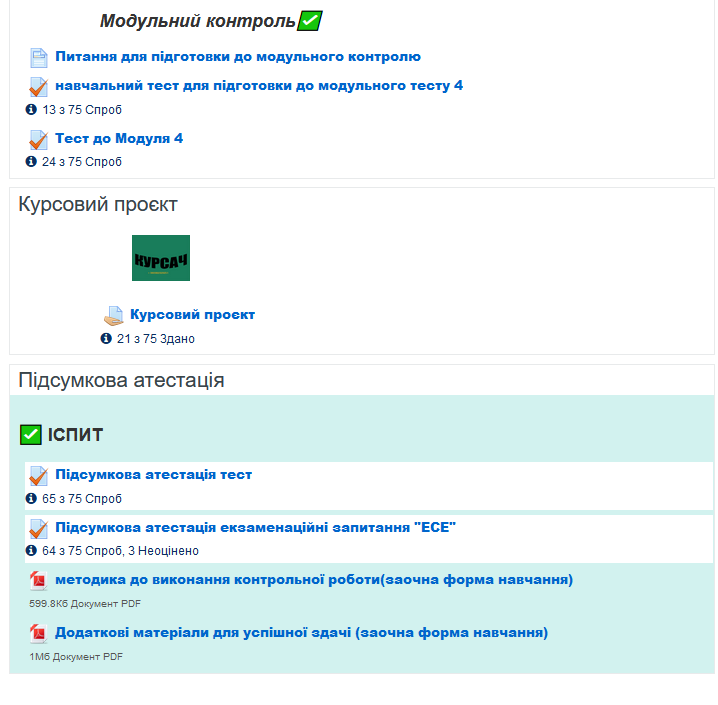 Модульний контроль
Питання для підготовки до модульного контролю
навчальний тест для підготовки до модульного тесту 4
13 з 75 Спроб
Тест до Модуля 4
24 з 75 Спроб
Курсовий проєкт
КУРСАЧ
Курсовий проєкт
21 з 75 Здано
Підсумкова атестація
ІСПИТ
Підсумкова атестація тест
65 з 75 Спроб
Підсумкова атестація екзаменаційні запитання "ЕСЕ"
64 з 75 Спроб, 3 Неоцінено
методика до виконання контрольної роботи(заочна форма навчання)
599.8Кб Документ PDF
Додаткові матеріали для успішної здачі (заочна форма навчання)
1Мб Документ PDF